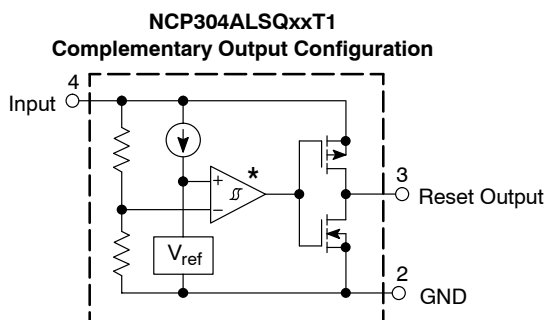 NCP304ALSQxxT1
Complementary Output Configuration
4
Input
*
+
−
3
Reset Output
Vref
2
GND